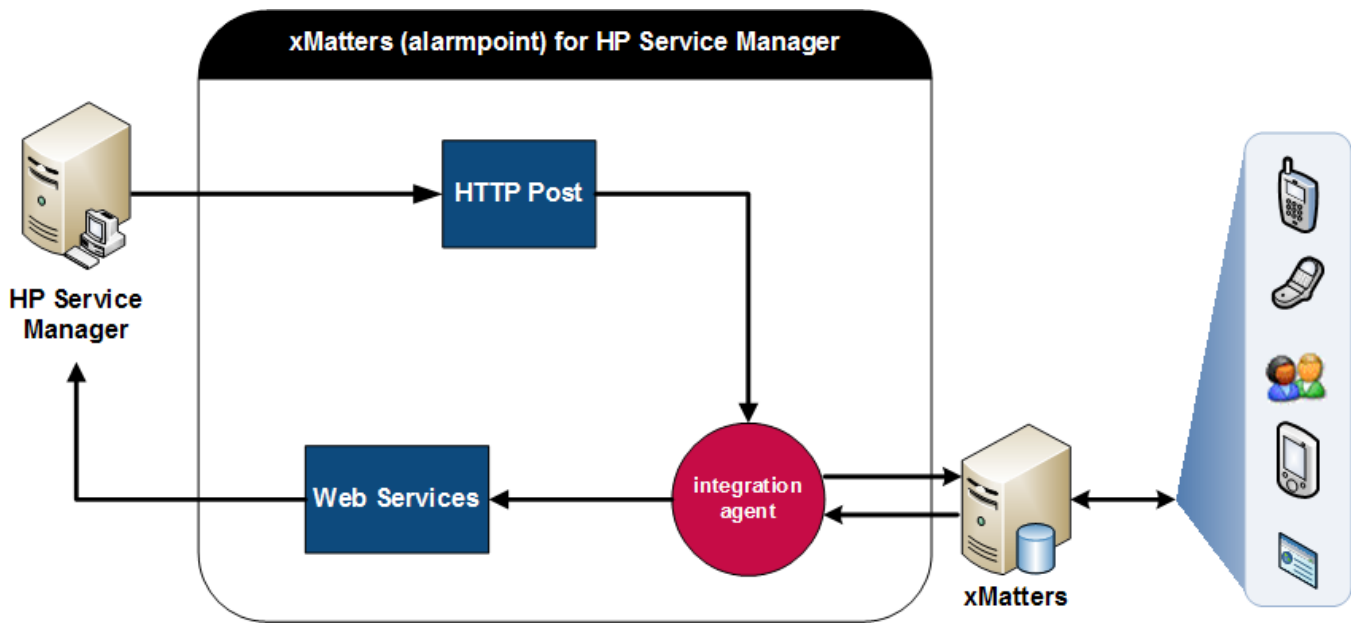 xMatters (alarmpoint) for HP Service Manager
HTTP Post
HP Service
Manager
Web Services
integration
agent
xMatters